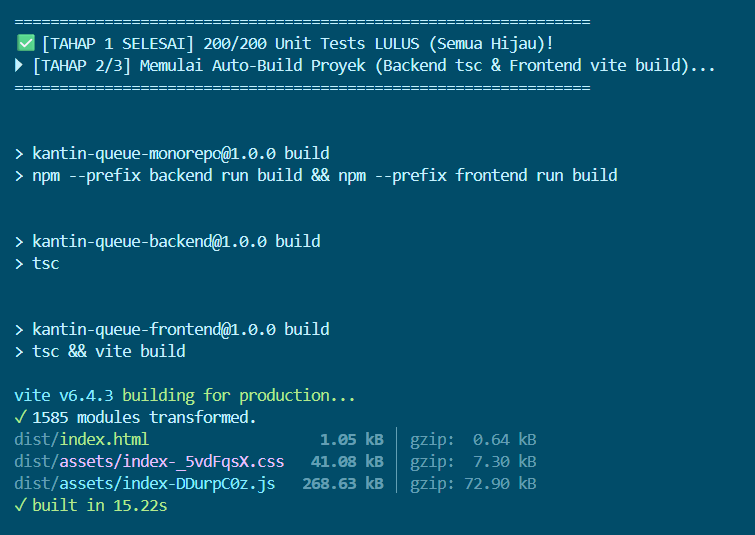 ================================================================
✅ [TAHAP 1 SELESAI] 200/200 Unit Tests LULUS (Semua Hijau)!
▶ [TAHAP 2/3] Memulai Auto-Build Proyek (Backend tsc & Frontend vite build)...
================================================================
> kantin-queue-monorepo@1.0.0 build
> npm --prefix backend run build && npm --prefix frontend run build
> kantin-queue-backend@1.0.0 build
> tsc
> kantin-queue-frontend@1.0.0 build
> tsc && vite build
vite v6.4.3 building for production...
✓ 1585 modules transformed.
dist/index.html                   1.05 kB │ gzip:  0.64 kB
dist/assets/index-_5vdFqsX.css   41.08 kB │ gzip:  7.30 kB
dist/assets/index-DDurpC0z.js   268.63 kB │ gzip: 72.90 kB
✓ built in 15.22s